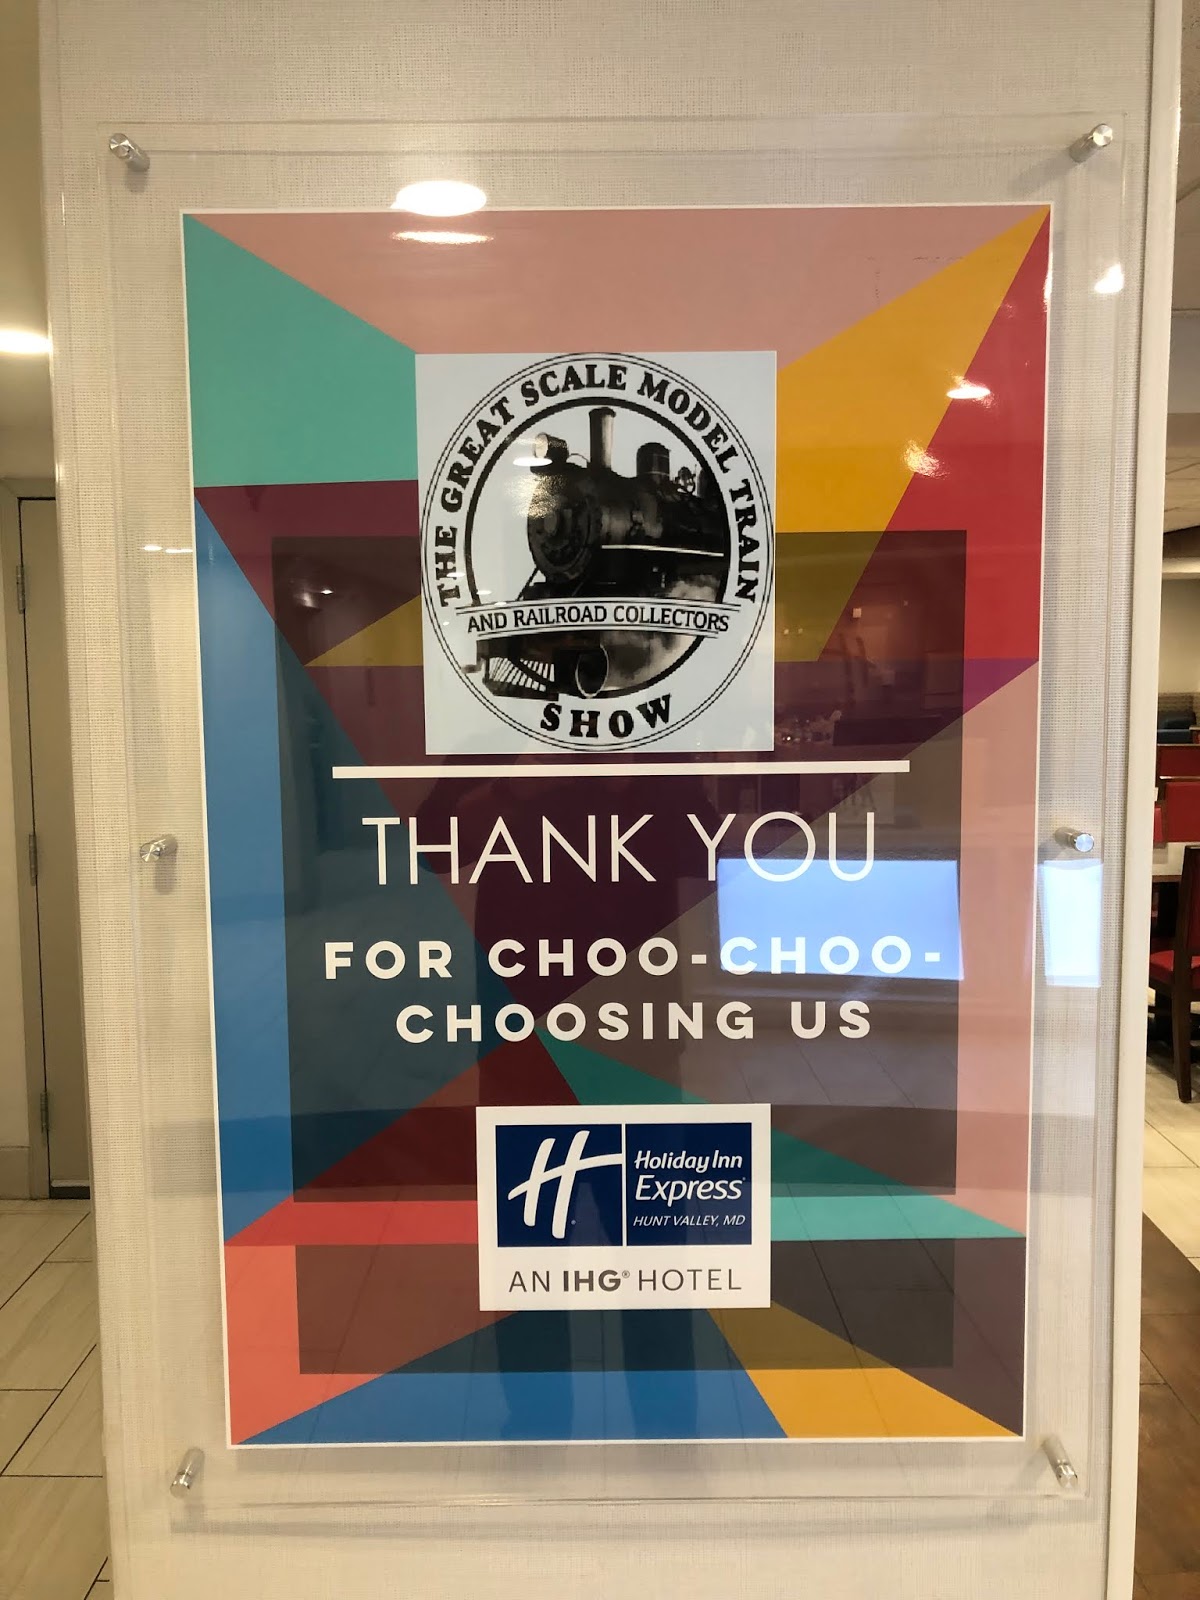 THE GREAT SCALE MODEL TRAIN
AND RAILROAD COLLECTORS
SHOW
THANK YOU
FOR CHOO-CHOO-
CHOOSING US
H
Holiday Inn
Express
HUNT VALLEY, MD
AN IHG® HOTEL